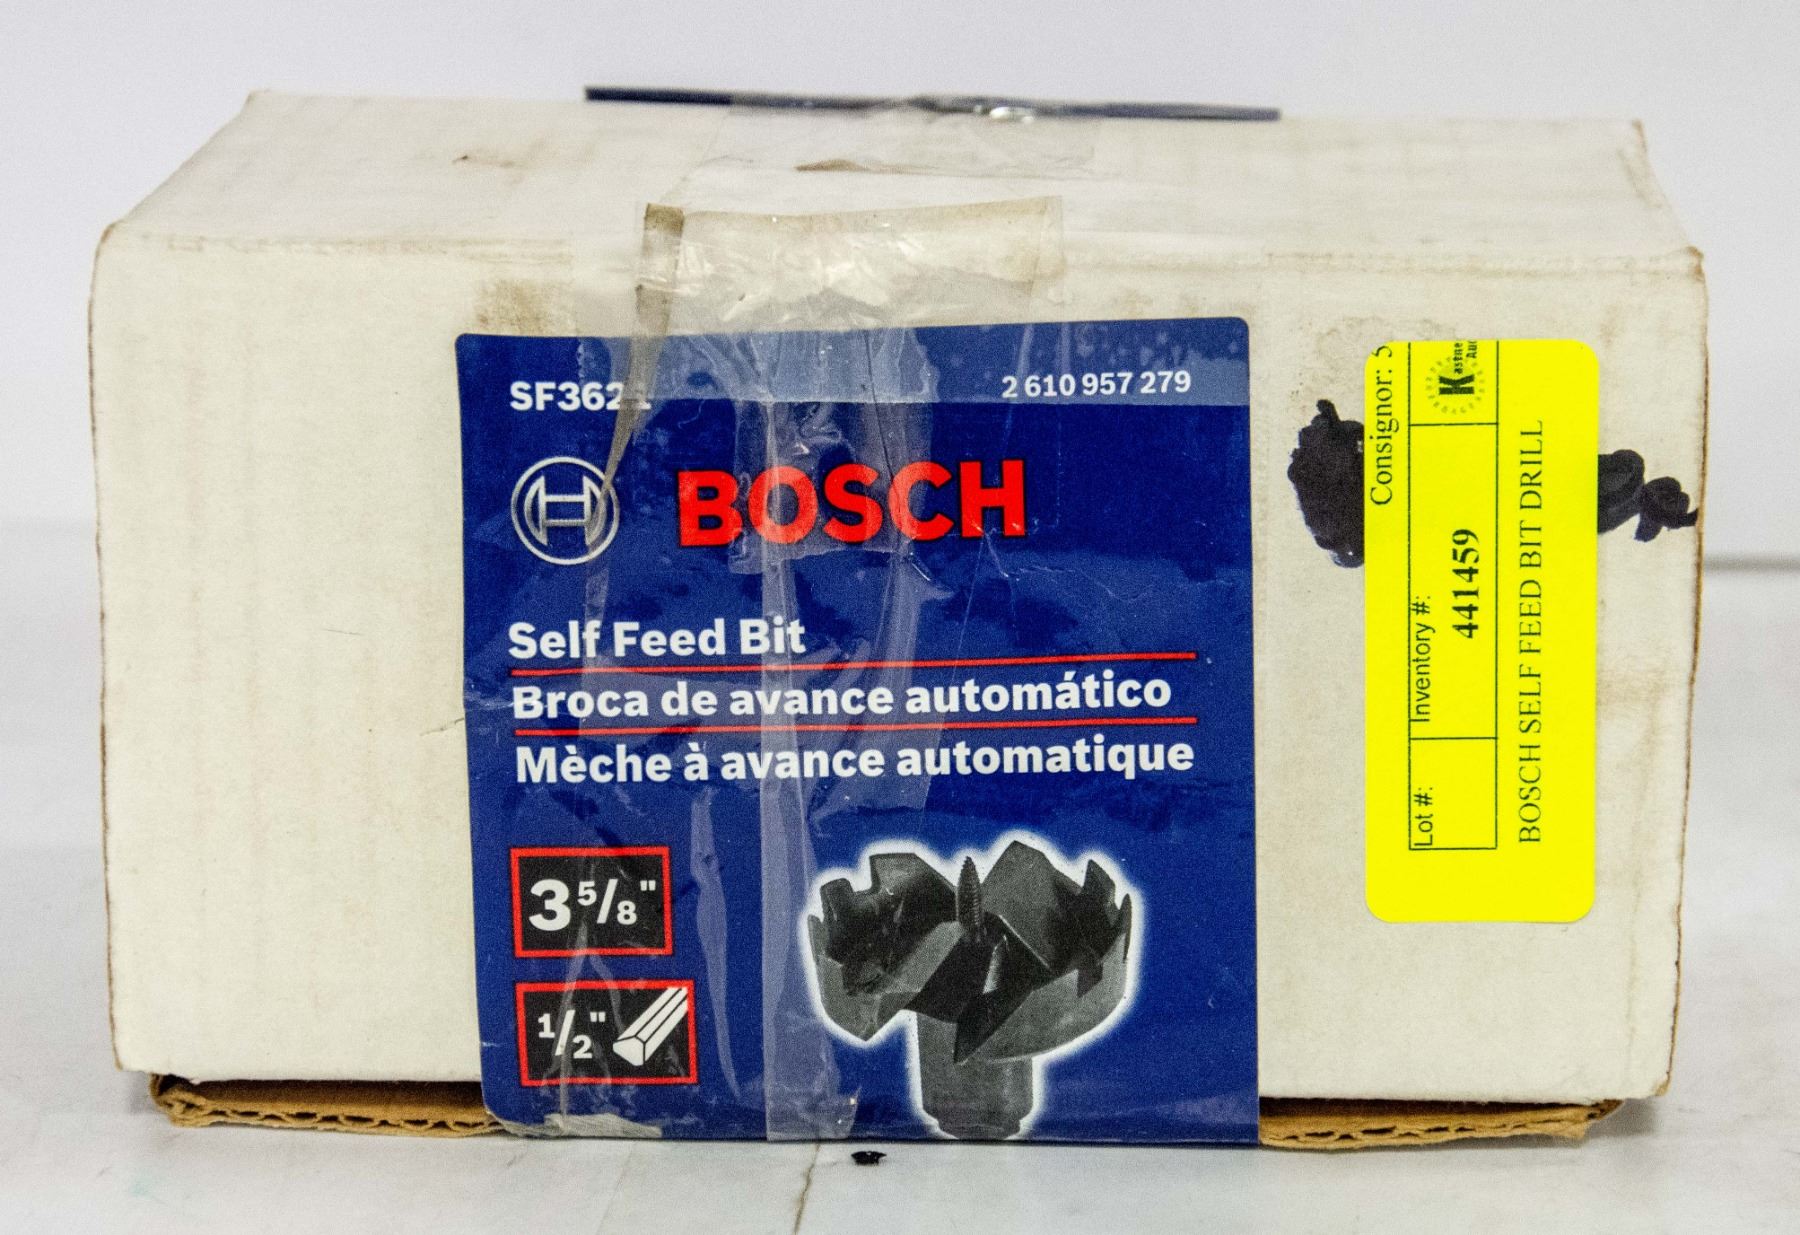 2 610 957 279
BOSCH
Self Feed Bit
Broca de avance automático
Mèche à avance automatique
3 5/8"
1/2"
Consignor: 5
Lot #:
Inventory #:
441459
BOSCH SELF FEED BIT DRILL